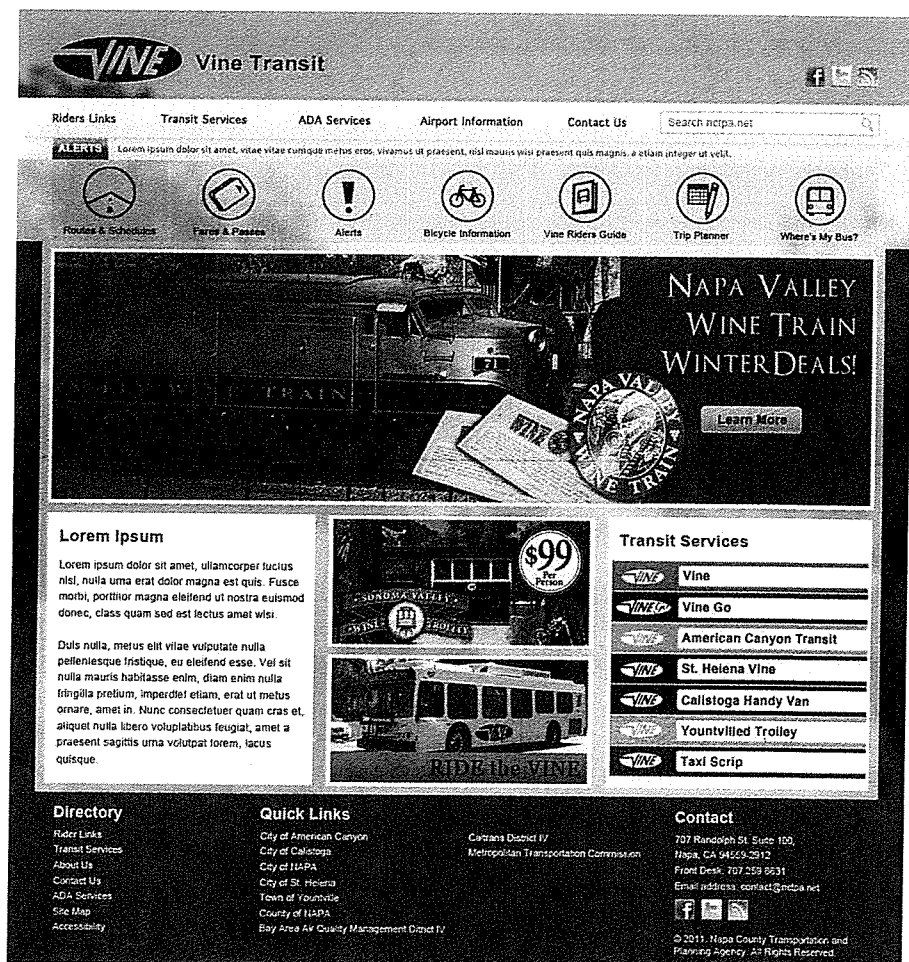 VINE Vine Transit
Riders Links Transit Services ADA Services Airport Information Contact Us Search nctpa.net
ALERTS Lorem ipsum dolor sit amet, vitae vitae cumque metus eros, vivamus ut praesent, nisl mauris wisi praesent quis magnis, a etiam integer ut velit.
Routes & Schedules Fares & Passes Alerts Bicycle Information Vine Riders Guide Trip Planner Where's My Bus?
NAPA VALLEY
WINE TRAIN
WINTER DEALS!
Learn More
71
TRAIN
WINE
NAPA VALLEY
WINE TRAIN
Lorem Ipsum
Lorem ipsum dolor sit amet, ullamcorper lucius
nisl, nulla urna erat dolor magna est quis. Fusce
morbi, porttitor magna eleifend ut nostra euismod
donec, class quam sed est lectus amet wisi.
Duis nulla, metus elit vitae vulputate nulla
pellentesque tristique, eu eleifend esse. Vel sit
nulla mauris habitasse enim, diam enim nulla
fringilla pretium, imperdiet etiam, erat ut metus
ornare, amet in. Nunc consectetuer quam cras et,
aliquet nulla libero voluptatibus feugiat, amet a
praesent sagittis urna volutpat lorem, lacus
quisque.
$99
Per
Person
SONOMA VALLEY
WINE TROLLEY
VINE
RIDE the VINE
Transit Services
VINE Vine
VINE Go Vine Go
VINE American Canyon Transit
VINE St. Helena Vine
VINE Calistoga Handy Van
VINE Yountvilled Trolley
VINE Taxi Scrip
Directory
Rider Links
Transit Services
About Us
Contact Us
ADA Services
Site Map
Accessibility
Quick Links
City of American Canyon
City of Calistoga
City of NAPA
City of St. Helena
Town of Yountville
County of NAPA
Bay Area Air Quality Management District IV
Caltrans District IV
Metropolitan Transportation Commission
Contact
707 Randolph St. Suite 100,
Napa, CA 94559-2912
Front Desk: 707.259.8631
Email address: contact@nctpa.net
© 2011. Napa County Transportation and
Planning Agency. All Rights Reserved.